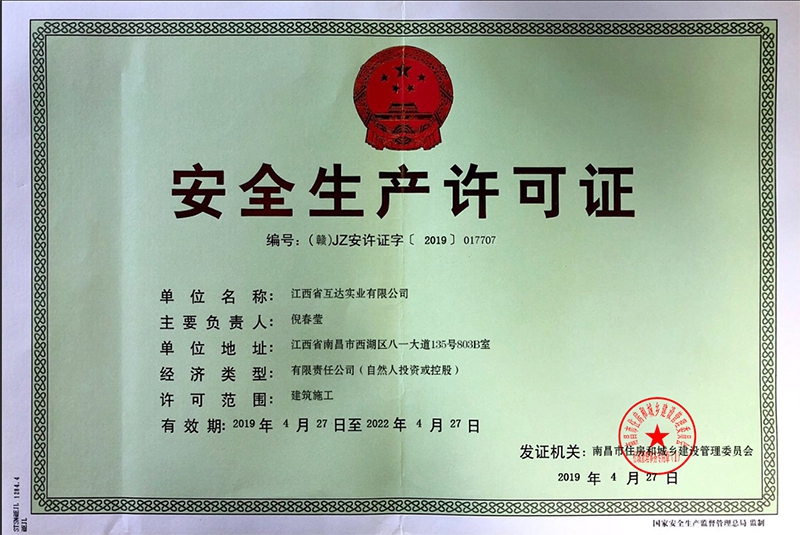 安全生产许可证
编号：（赣）JZ安许证字〔 2019 〕017707
单位名称：江西省互达实业有限公司
主要负责人：倪春莹
单位地址：江西省南昌市西湖区八一大道135号803B室
经济类型：有限责任公司（自然人投资或控股）
许可范围：建筑施工
有效期：2019 年 4 月 27 日至 2022 年 4 月 27 日
发证机关：南昌市住房和城乡建设管理委员会
2019 年 4 月 27 日
国家安全生产监督管理总局 监制